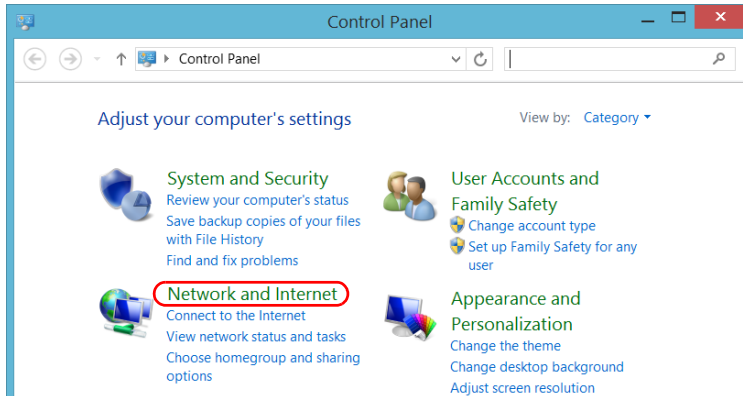 Control Panel
Control Panel
Adjust your computer's settings
View by: Category
System and Security
Review your computer's status
Save backup copies of your files
with File History
Find and fix problems
Network and Internet
Connect to the Internet
View network status and tasks
Choose homegroup and sharing
options
User Accounts and
Family Safety
Change account type
Set up Family Safety for any
user
Appearance and
Personalization
Change the theme
Change desktop background
Adjust screen resolution